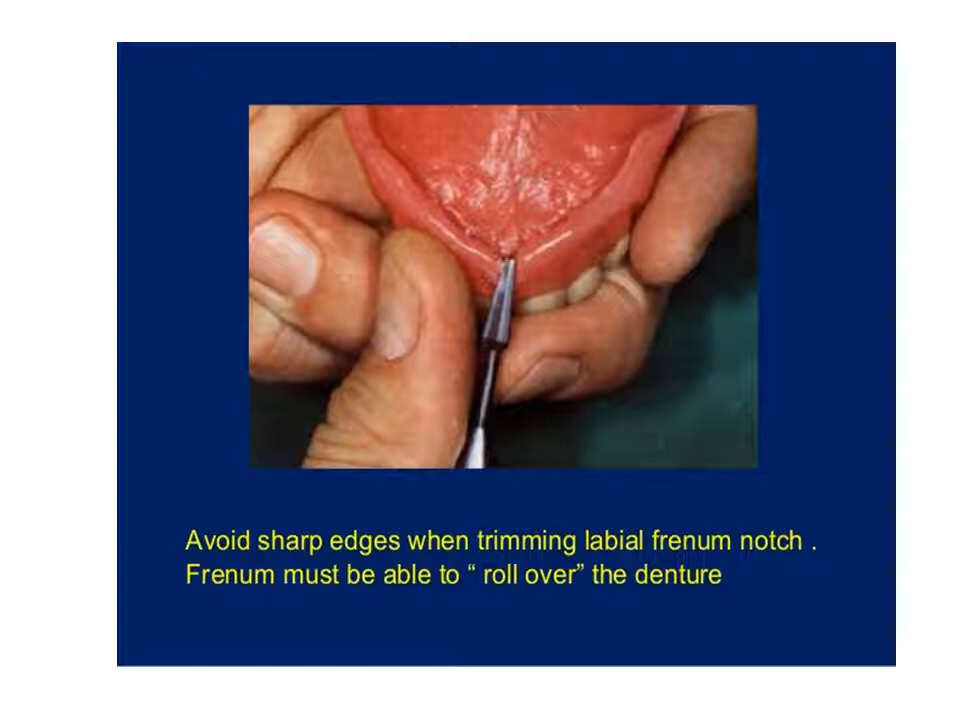 Avoid sharp edges when trimming labial frenum notch .
Frenum must be able to “ roll over” the denture